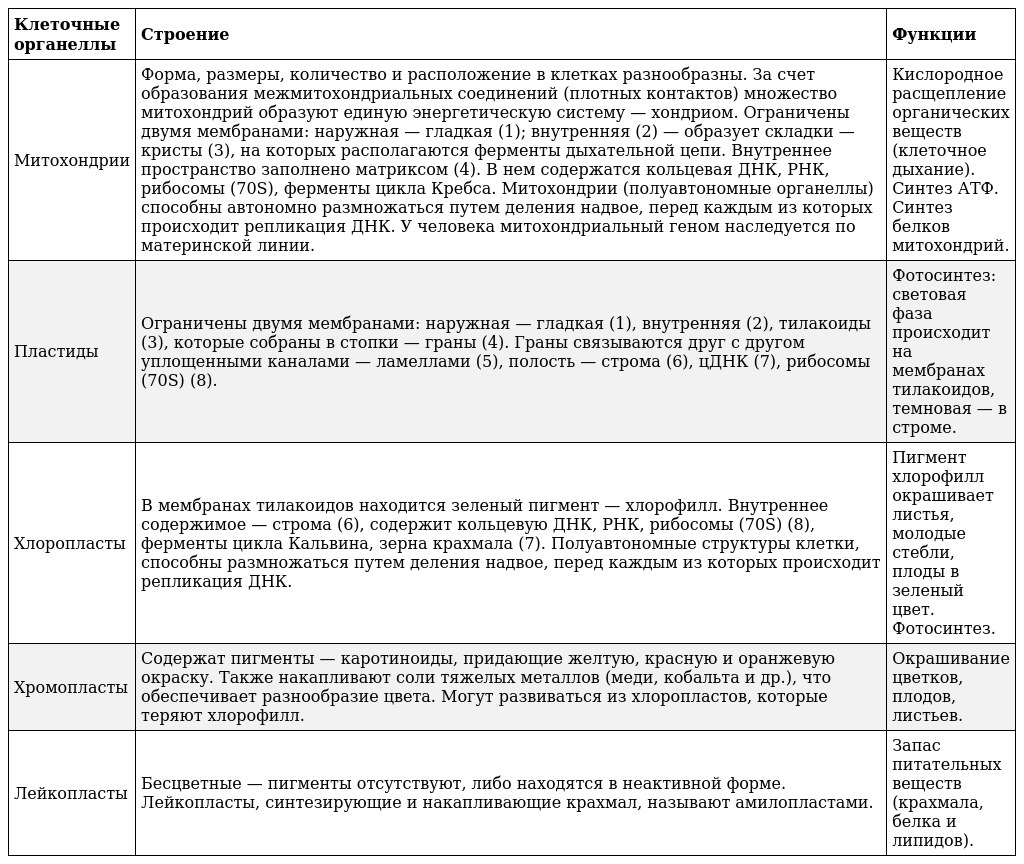 Клеточные
органеллы
Строение
Функции
Митохондрии
Форма, размеры, количество и расположение в клетках разнообразны. За счет
образования межмитохондриальных соединений (плотных контактов) множество
митохондрий образуют единую энергетическую систему — хондриом. Ограничены
двумя мембранами: наружная — гладкая (1); внутренняя (2) — образует складки —
кристы (3), на которых располагаются ферменты дыхательной цепи. Внутреннее
пространство заполнено матриксом (4). В нем содержатся кольцевая ДНК, РНК,
рибосомы (70S), ферменты цикла Кребса. Митохондрии (полуавтономные органеллы)
способны автономно размножаться путем деления надвое, перед каждым из которых
происходит репликация ДНК. У человека митохондриальный геном наследуется по
материнской линии.
Кислородное
расщепление
органических
веществ
(клеточное
дыхание).
Синтез АТФ.
Синтез
белков
митохондрий.
Пластиды
Ограничены двумя мембранами: наружная — гладкая (1), внутренняя (2), тилакоиды
(3), которые собраны в стопки — граны (4). Граны связываются друг с другом
уплощенными каналами — ламеллами (5), полость — строма (6), цДНК (7), рибосомы
(70S) (8).
Фотосинтез:
световая
фаза
происходит
на
мембранах
тилакоидов,
темновая — в
строме.
Хлоропласты
В мембранах тилакоидов находится зеленый пигмент — хлорофилл. Внутреннее
содержимое — строма (6), содержит кольцевую ДНК, РНК, рибосомы (70S) (8),
ферменты цикла Кальвина, зерна крахмала (7). Полуавтономные структуры клетки,
способны размножаться путем деления надвое, перед каждым из которых происходит
репликация ДНК.
Пигмент
хлорофилл
окрашивает
листья,
молодые
стебли,
плоды в
зеленый
цвет.
Фотосинтез.
Хромопласты
Содержат пигменты — каротиноиды, придающие желтую, красную и оранжевую
окраску. Также накапливают соли тяжелых металлов (меди, кобальта и др.), что
обеспечивает разнообразие цвета. Могут развиваться из хлоропластов, которые
теряют хлорофилл.
Окрашивание
цветков,
плодов,
листьев.
Лейкопласты
Бесцветные — пигменты отсутствуют, либо находятся в неактивной форме.
Лейкопласты, синтезирующие и накапливающие крахмал, называют амилопластами.
Запас
питательных
веществ
(крахмала,
белка и
липидов).